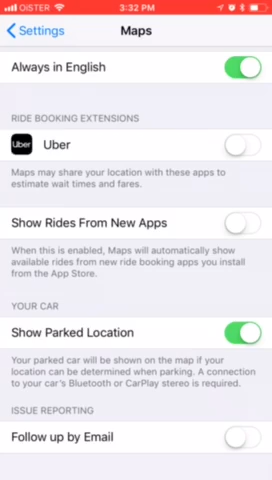 OiSTER 3:32 PM
Settings Maps
Always in English
RIDE BOOKING EXTENSIONS
Uber Uber
Maps may share your location with these apps to
estimate wait times and fares.
Show Rides From New Apps
When this is enabled, Maps will automatically show
available rides from new ride booking apps you install
from the App Store.
YOUR CAR
Show Parked Location
Your parked car will be shown on the map if your
location can be determined when parking. A connection
to your car's Bluetooth or CarPlay stereo is required.
ISSUE REPORTING
Follow up by Email